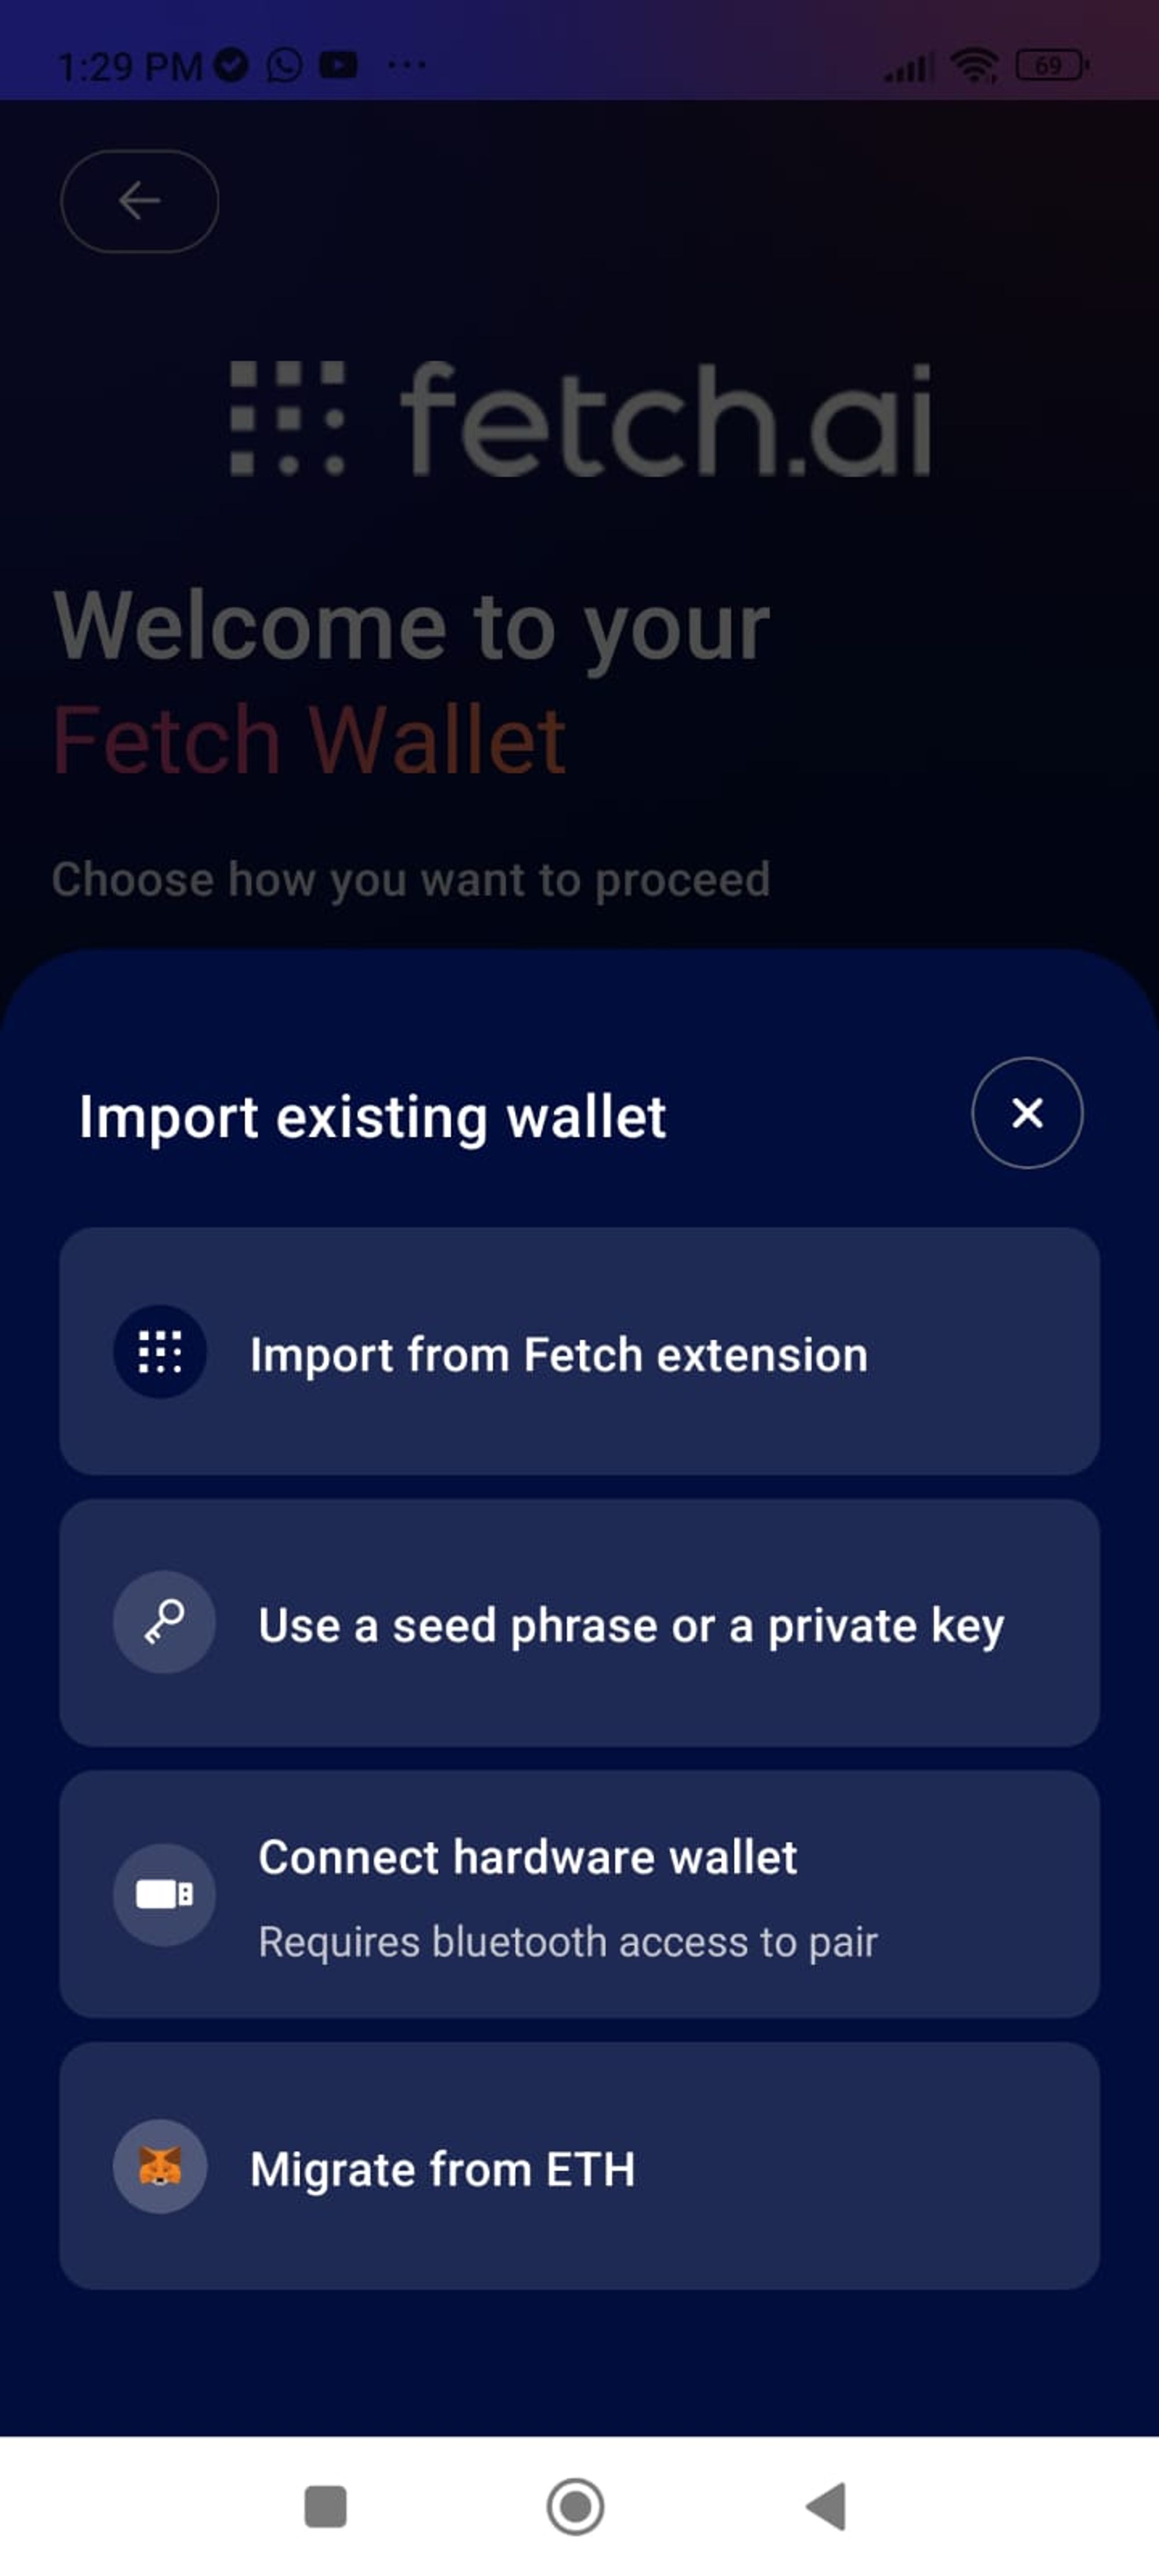 1:29 PM
69
fetch.ai
Welcome to your
Fetch Wallet
Choose how you want to proceed
Import existing wallet
Import from Fetch extension
Use a seed phrase or a private key
Connect hardware wallet
Requires bluetooth access to pair
Migrate from ETH